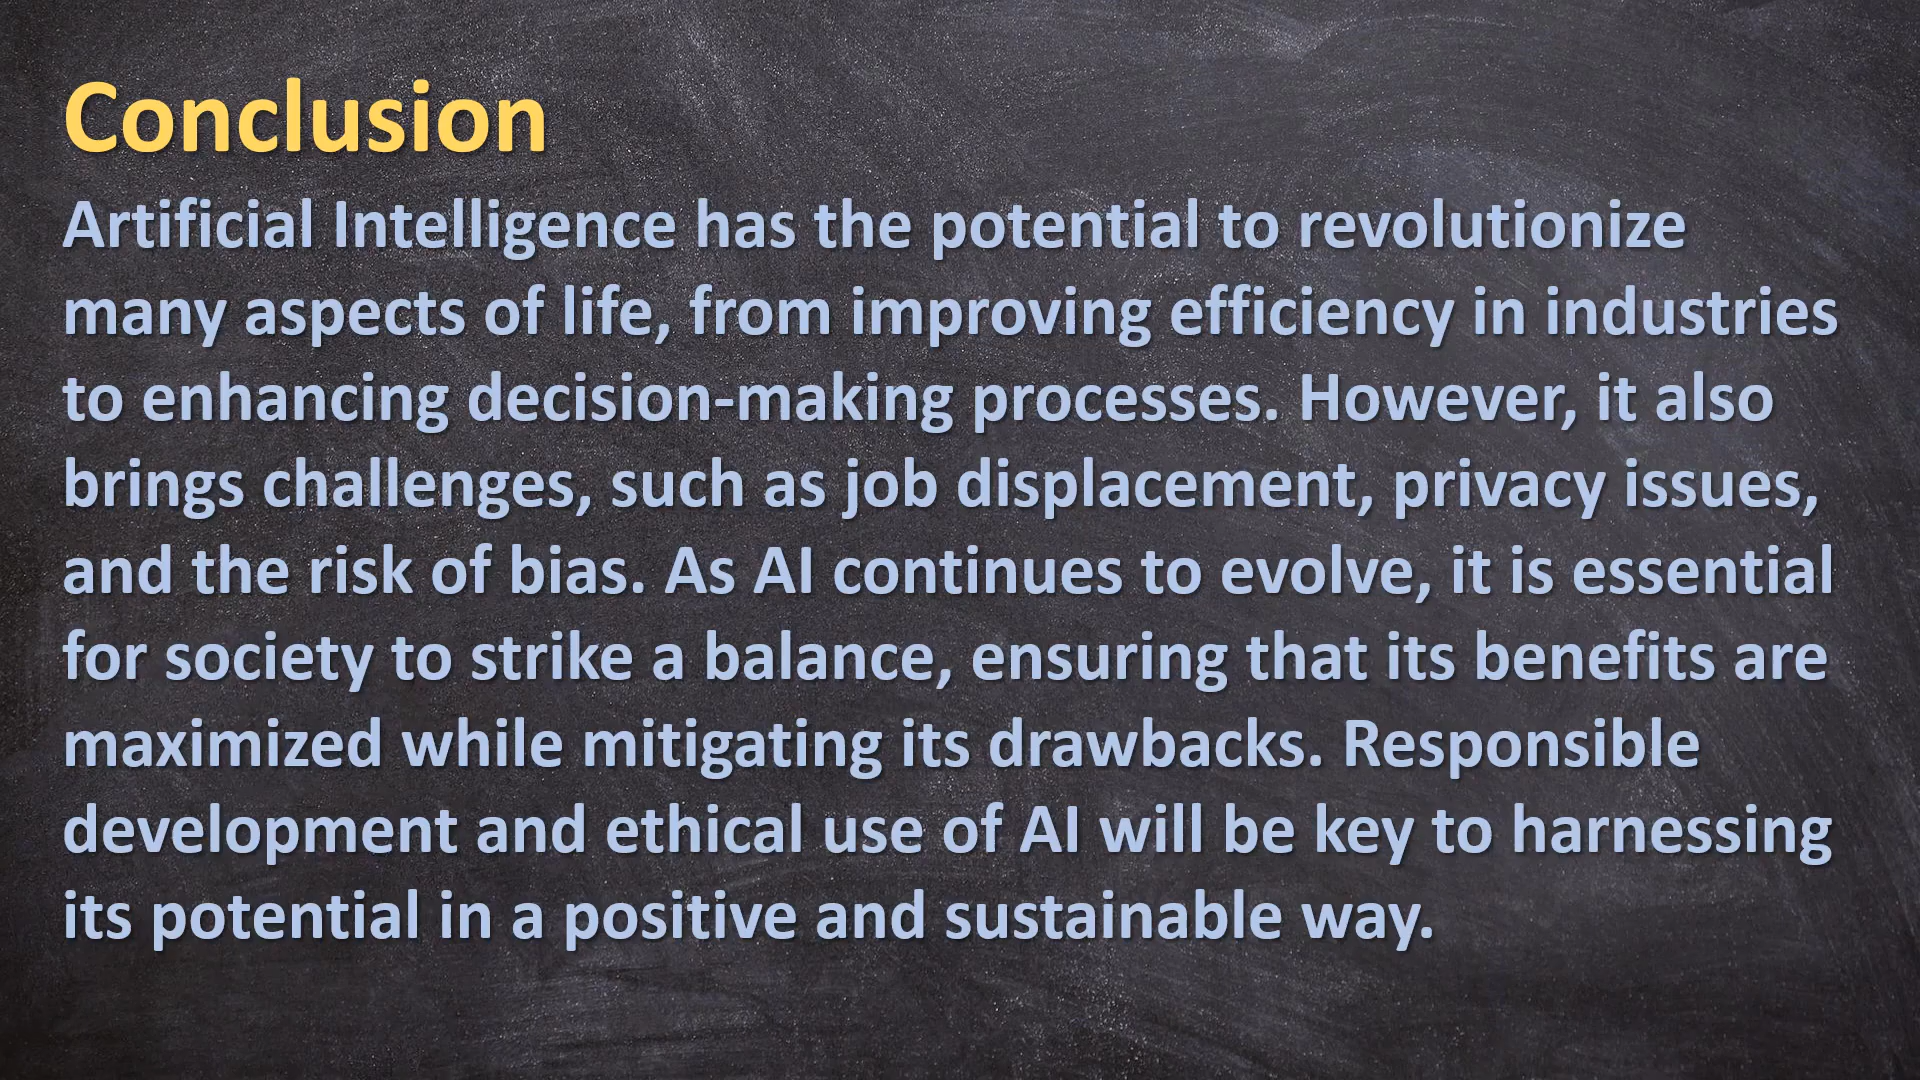 Conclusion
Artificial Intelligence has the potential to revolutionize
many aspects of life, from improving efficiency in industries
to enhancing decision-making processes. However, it also
brings challenges, such as job displacement, privacy issues,
and the risk of bias. As AI continues to evolve, it is essential
for society to strike a balance, ensuring that its benefits are
maximized while mitigating its drawbacks. Responsible
development and ethical use of AI will be key to harnessing
its potential in a positive and sustainable way.